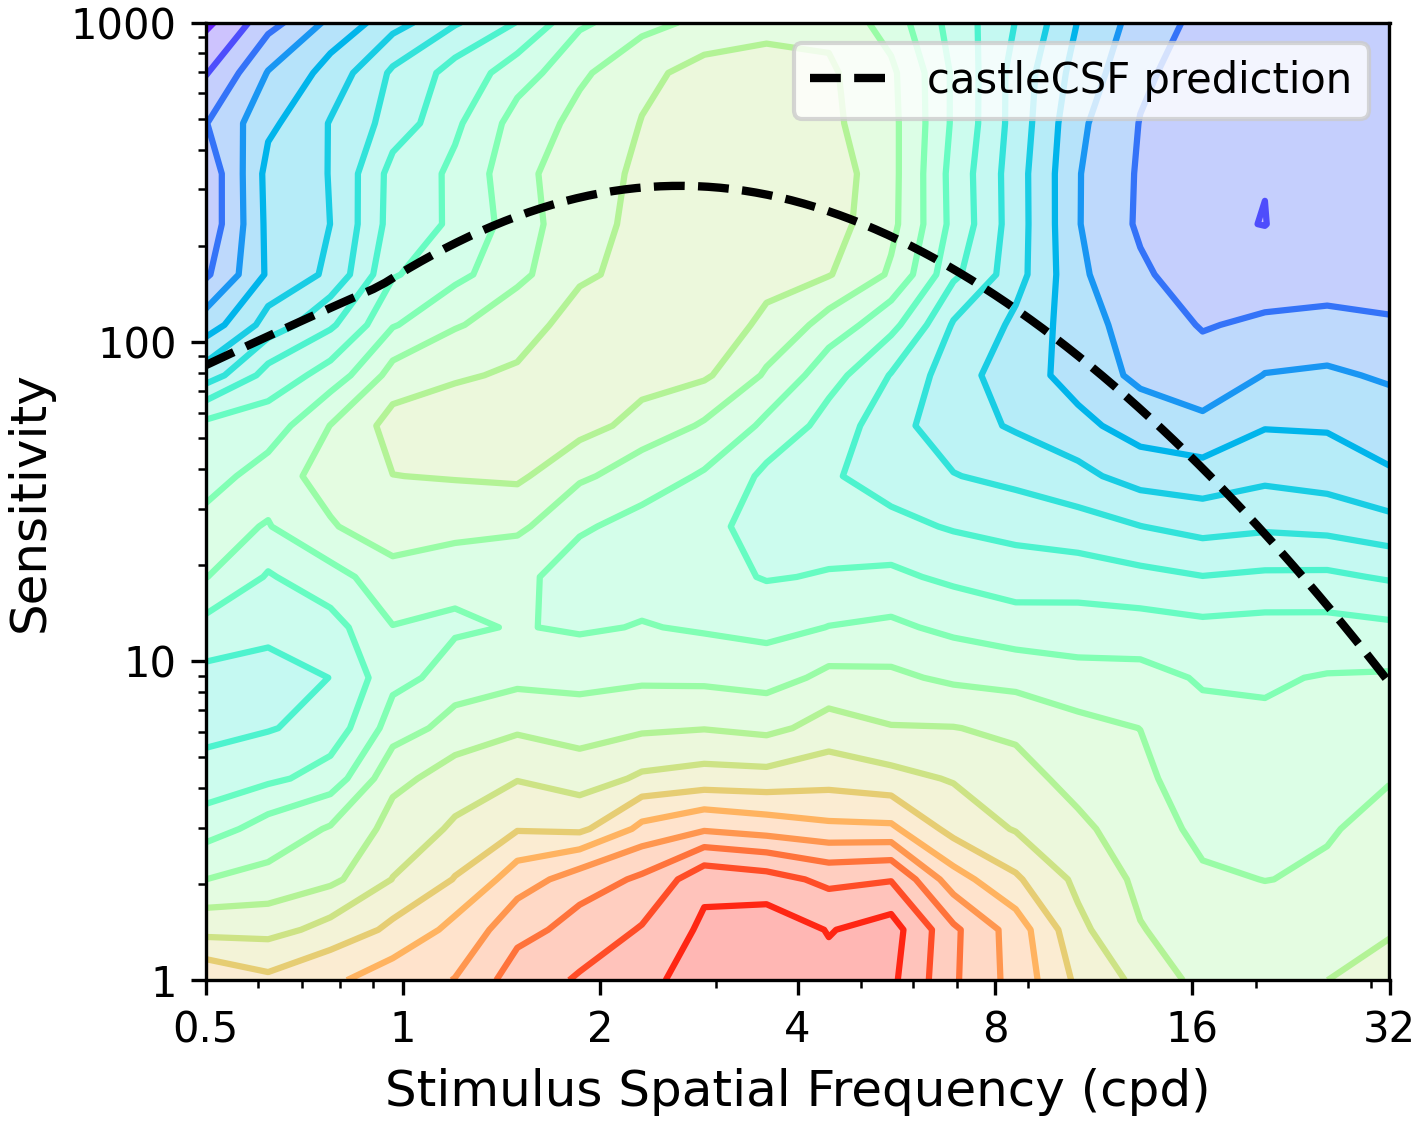 1000
100
10
1
Sensitivity
castleCSF prediction
0.5 1 2 4 8 16 32
Stimulus Spatial Frequency (cpd)